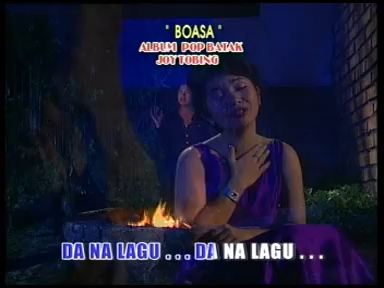 " BOASA "
ALBUM POP BATAK
JOY TOBING
DA NA LAGU . . . DA NA LAGU . . .